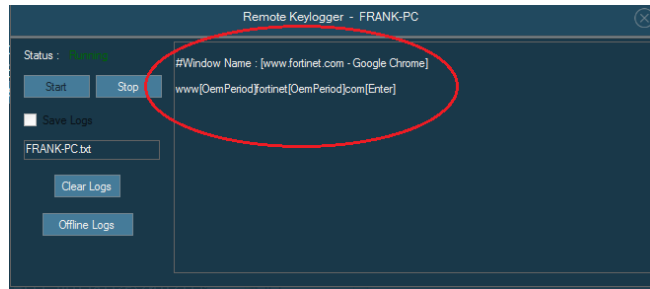 Remote Keylogger - FRANK-PC
Status : Running
Start Stop
Save Logs
FRANK-PC.txt
Clear Logs
Offline Logs
#Window Name : [www.fortinet.com - Google Chrome]
www[OemPeriod]fortinet[OemPeriod]com[Enter]